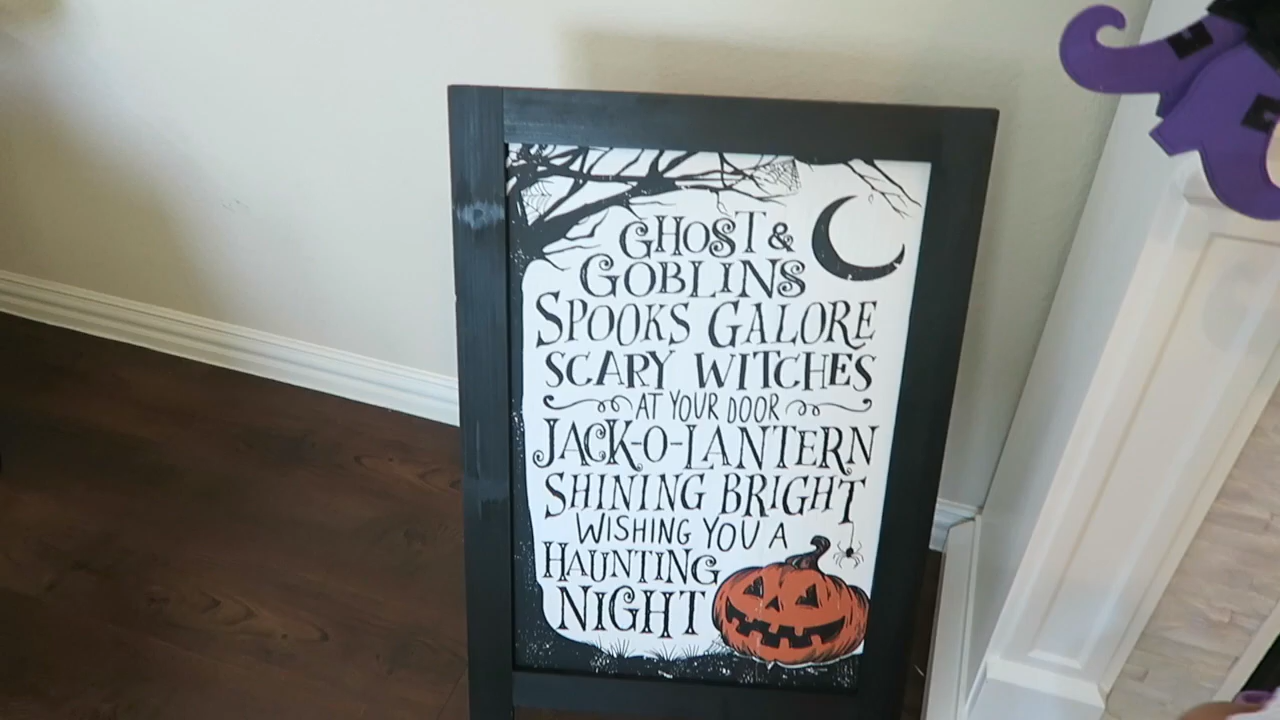 GHOST &
GOBLINS
SPOOKS GALORE
SCARY WITCHES
AT YOUR DOOR
JACK-O-LANTERN
SHINING BRIGHT
WISHING YOU A
HAUNTING
NIGHT